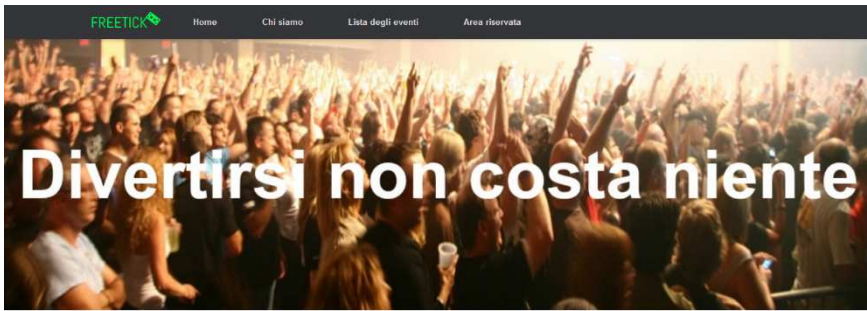 FREETICK Home Chi siamo Lista degli eventi Area riservata
Divertirsi non costa niente